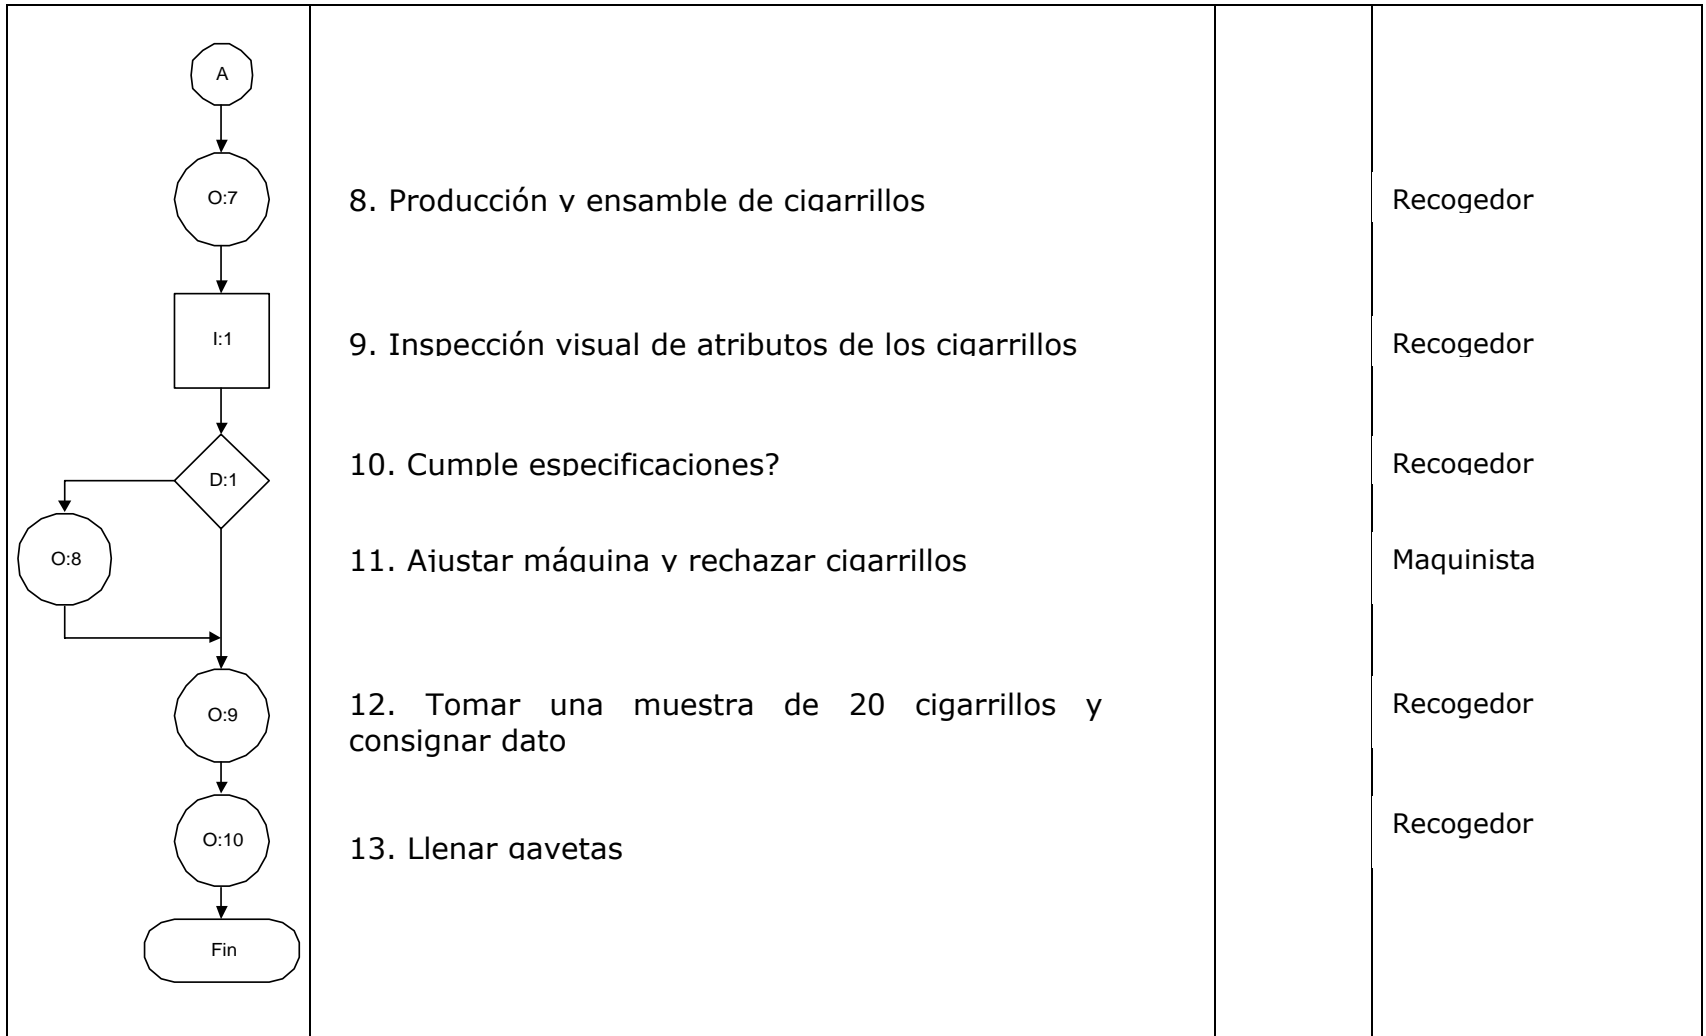 A
O:7
8. Producción y ensamble de cigarrillos
Recogedor
I:1
9. Inspección visual de atributos de los cigarrillos
Recogedor
D:1
10. Cumple especificaciones?
Recogedor
O:8
11. Ajustar máquina y rechazar cigarrillos
Maquinista
O:9
12. Tomar una muestra de 20 cigarrillos y
consignar dato
Recogedor
O:10
13. Llenar gavetas
Recogedor
Fin